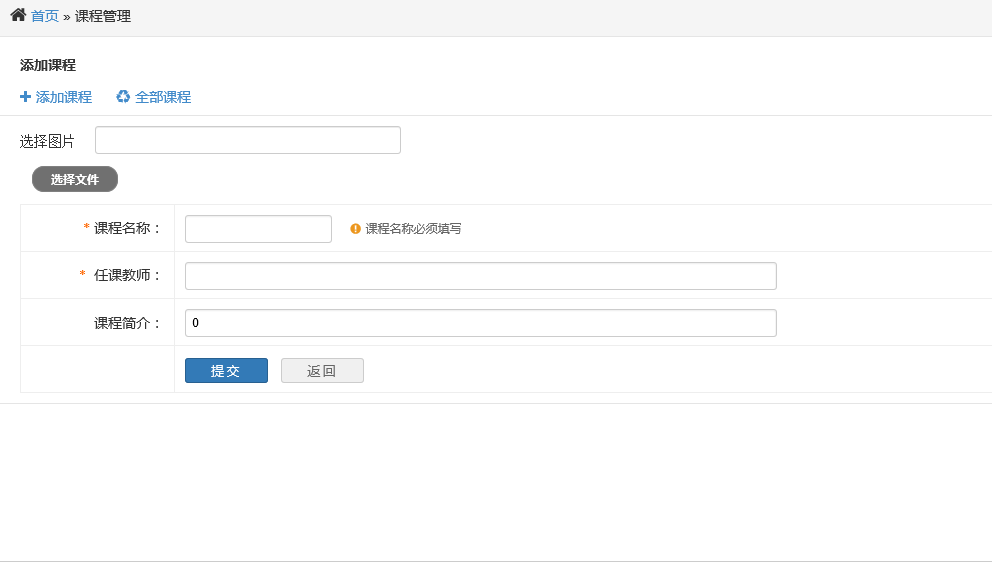 首页 » 课程管理
添加课程
添加课程 全部课程
选择图片
选择文件
* 课程名称： 课程名称必须填写
* 任课教师：
课程简介： 0
提交 返回